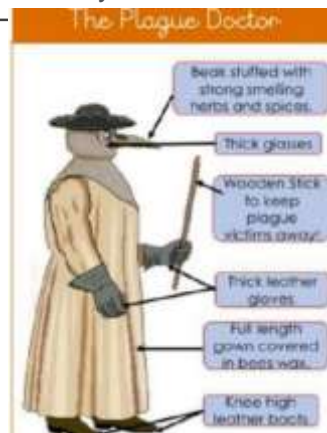 The Plague Doctor
Beak stuffed with
strong smelling
herbs and spices.
Thick glasses
Wooden Stick
to keep
plague
victims away!
Thick leather
gloves
Full length
gown covered
in bees wax.
Knee high
leather boots